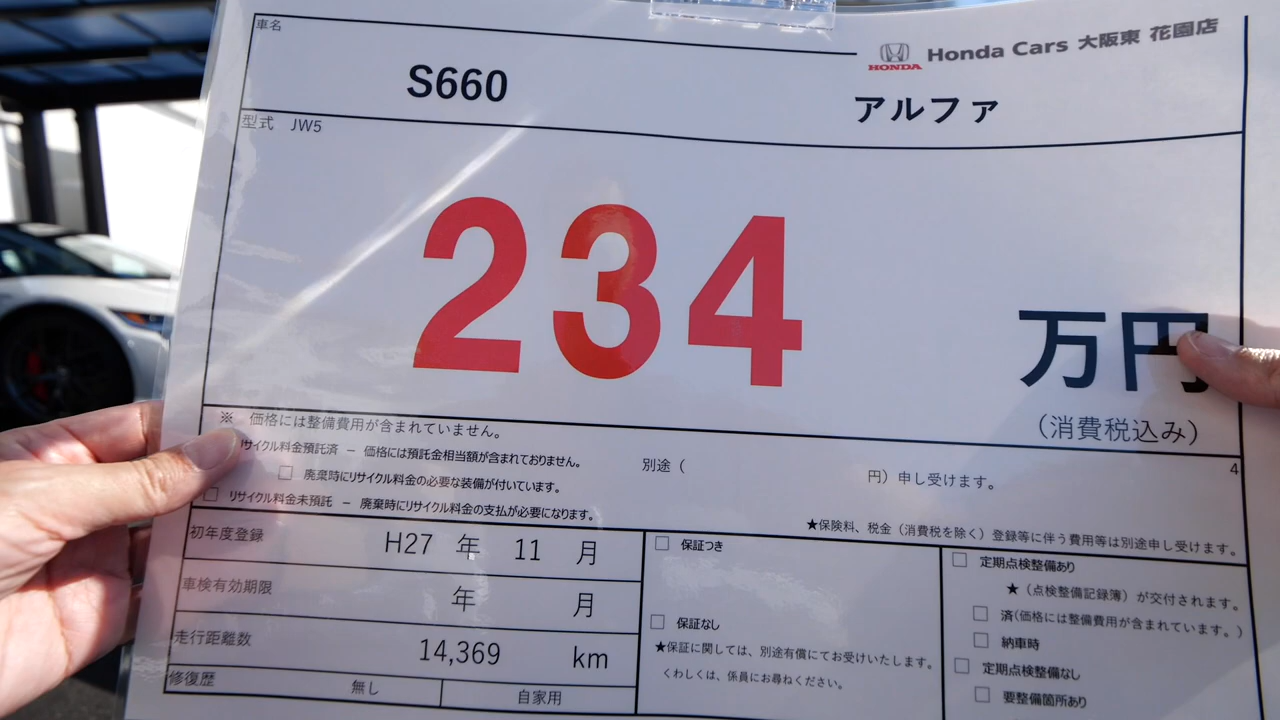 車名
HONDA Honda Cars 大阪東 花園店
S660 アルファ
型式 JW5
234 万円
（消費税込み）
※ 価格には整備費用が含まれていません。
リサイクル料金預託済 － 価格には預託金相当額が含まれておりません。 別途（ 円）申し受けます。 4
廃棄時にリサイクル料金の必要な装備が付いています。
リサイクル料金未預託 － 廃棄時にリサイクル料金の支払が必要になります。
★保険料、税金（消費税を除く）登録等に伴う費用等は別途申し受けます。
初年度登録 H27 年 11 月
車検有効期限 年 月
走行距離数 14,369 km
修復歴 無し 自家用
保証つき
保証なし
★保証に関しては、別途有償にてお受けいたします。
くわしくは、係員にお尋ねください。
定期点検整備あり
★（点検整備記録簿）が交付されます。
済(価格には整備費用が含まれています。)
納車時
定期点検整備なし
要整備箇所あり